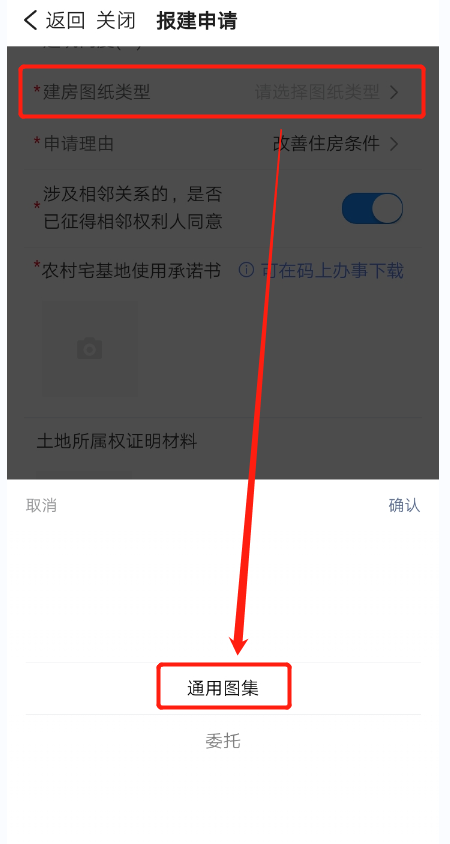 返回 关闭 报建申请
*建房图纸类型 请选择图纸类型
*申请理由 改善住房条件
涉及相邻关系的，是否
*已征得相邻权利人同意
*农村宅基地使用承诺书 可在码上办事下载
土地所属权证明材料
取消 确认
通用图集
委托